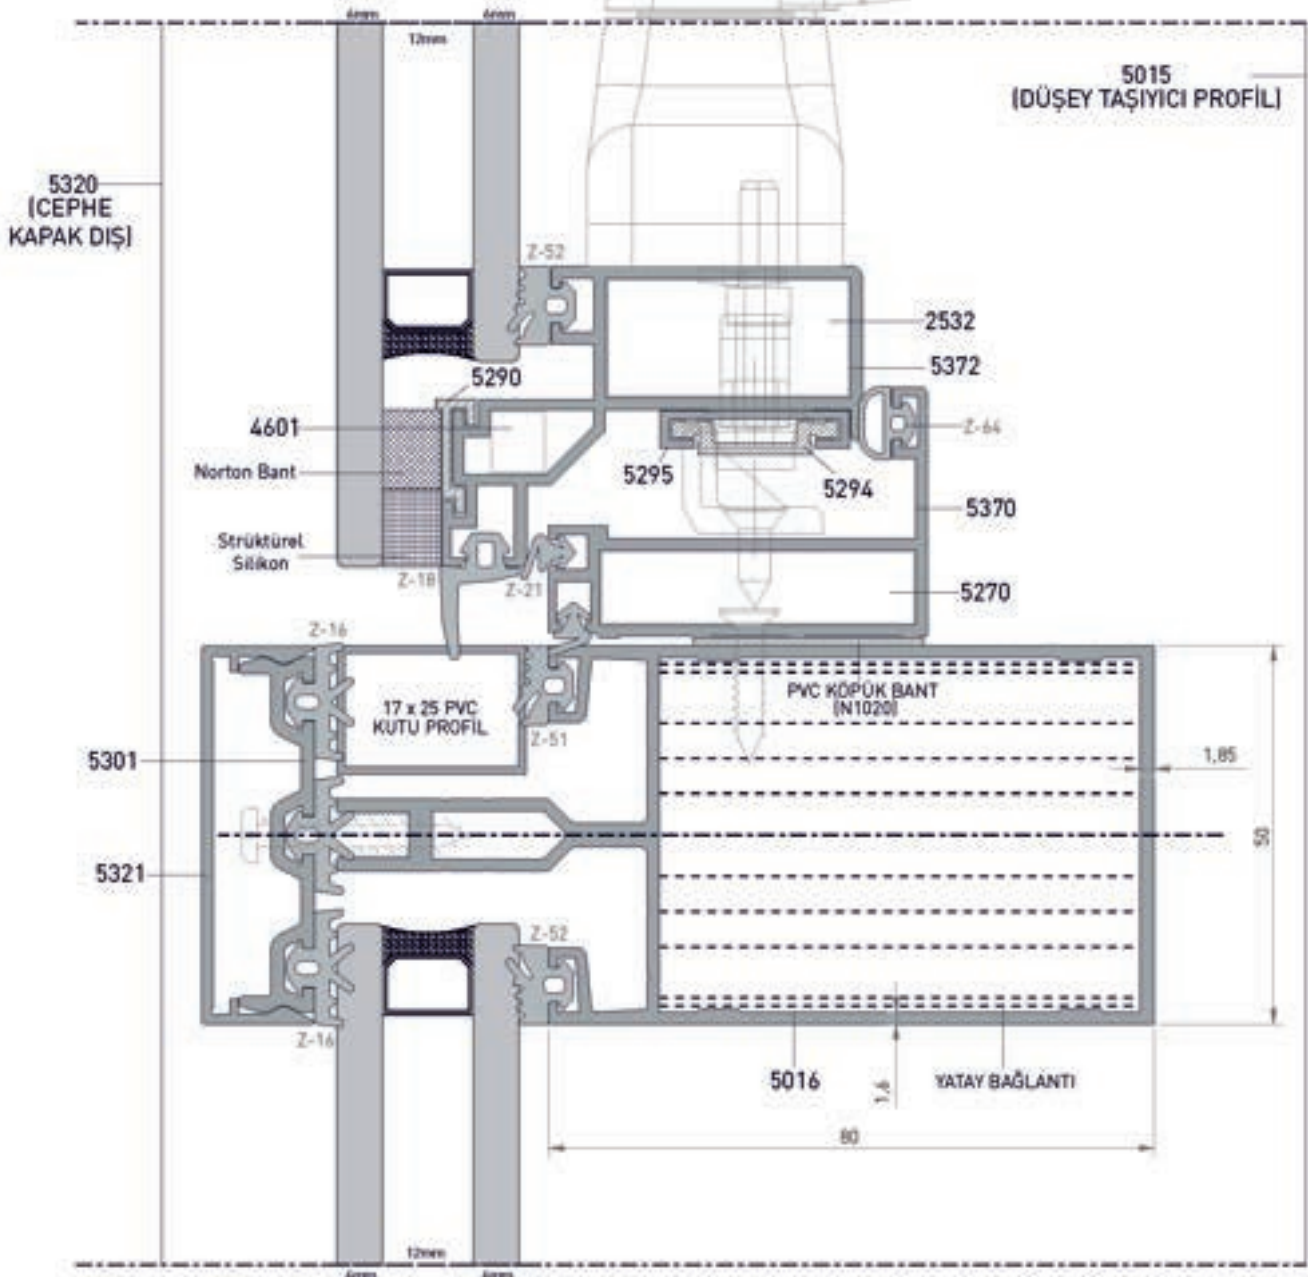 6mm
6mm
12mm
5015
(DÜŞEY TAŞIYICI PROFİL)
5320
(CEPHE
KAPAK DIŞ)
Z-52
2532
5372
5290
4601
Z-64
Norton Bant
5295
5294
5370
Strüktürel
Silikon
Z-18
Z-21
5270
Z-16
PVC KÖPÜK BANT
(N1020)
17 x 25 PVC
KUTU PROFİL
Z-51
5301
1,85
50
5321
Z-52
Z-16
5016
1,6
YATAY BAĞLANTI
80
12mm
6mm
6mm